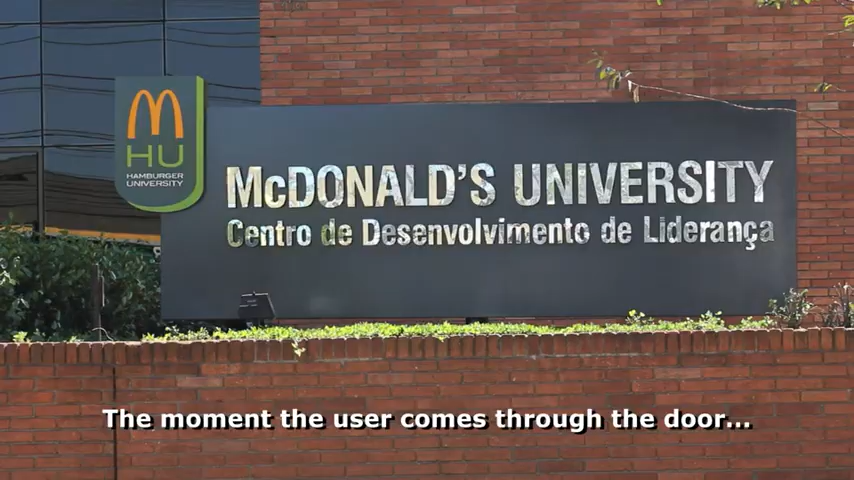 M
HU
HAMBURGER
UNIVERSITY
McDONALD'S UNIVERSITY
Centro de Desenvolvimento de Liderança
The moment the user comes through the door...